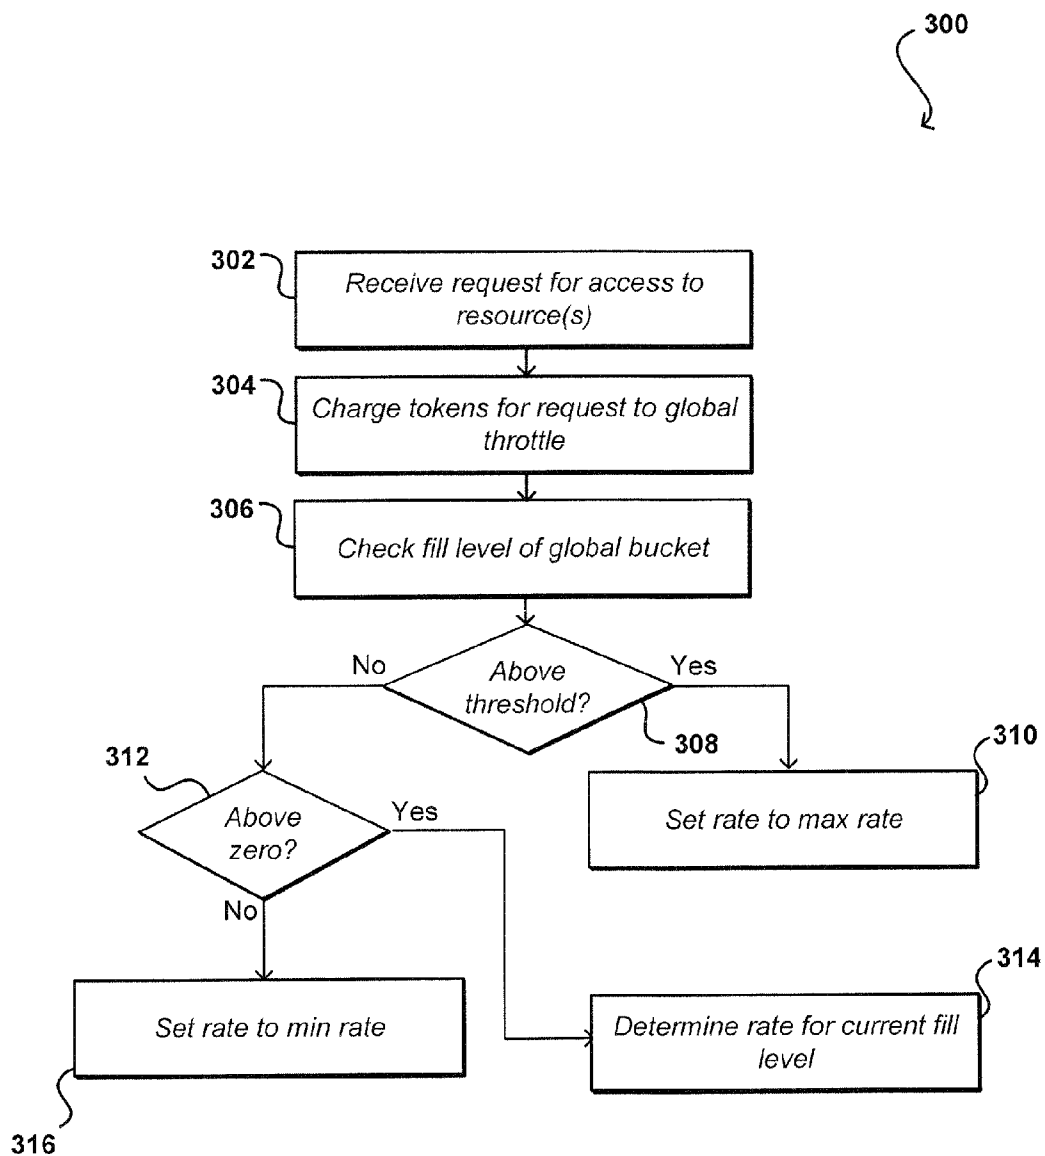 300
302
Receive request for access to
resource(s)
304
Charge tokens for request to global
throttle
306
Check fill level of global bucket
No
Above
threshold?
Yes
308
310
Set rate to max rate
312
Above
zero?
Yes
No
314
Determine rate for current fill
level
Set rate to min rate
316